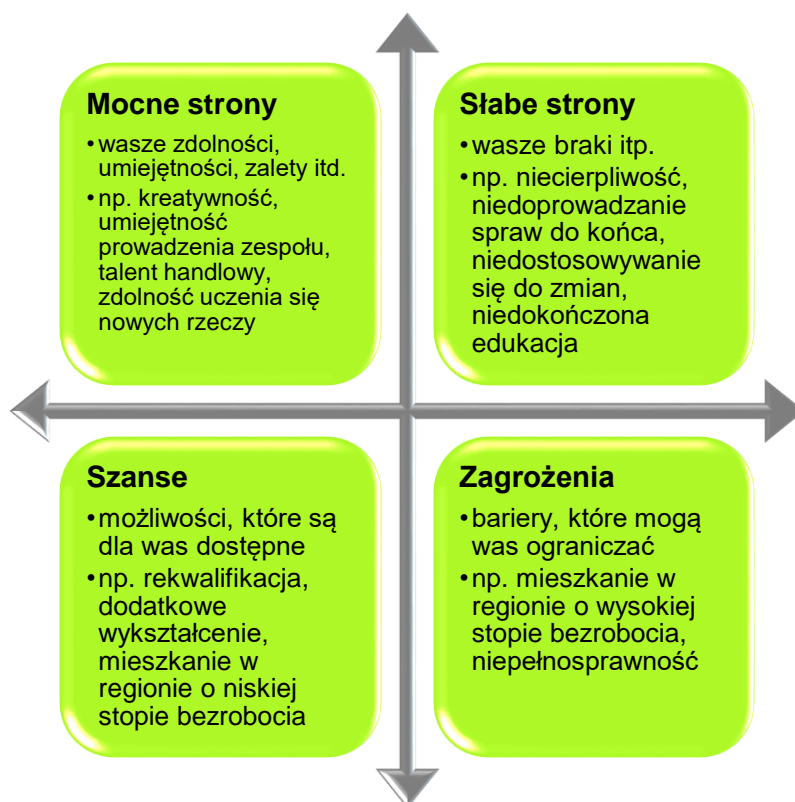 Mocne strony
•wasze zdolności,
umiejętności, zalety itd.
•np. kreatywność,
umiejętność
prowadzenia zespołu,
talent handlowy,
zdolność uczenia się
nowych rzeczy
Słabe strony
•wasze braki itp.
•np. niecierpliwość,
niedoprowadzanie
spraw do końca,
niedostosowywanie
się do zmian,
niedokończona
edukacja
Szanse
•możliwości, które są
dla was dostępne
•np. rekwalifikacja,
dodatkowe
wykształcenie,
mieszkanie w
regionie o niskiej
stopie bezrobocia
Zagrożenia
•bariery, które mogą
was ograniczać
•np. mieszkanie w
regionie o wysokiej
stopie bezrobocia,
niepełnosprawność